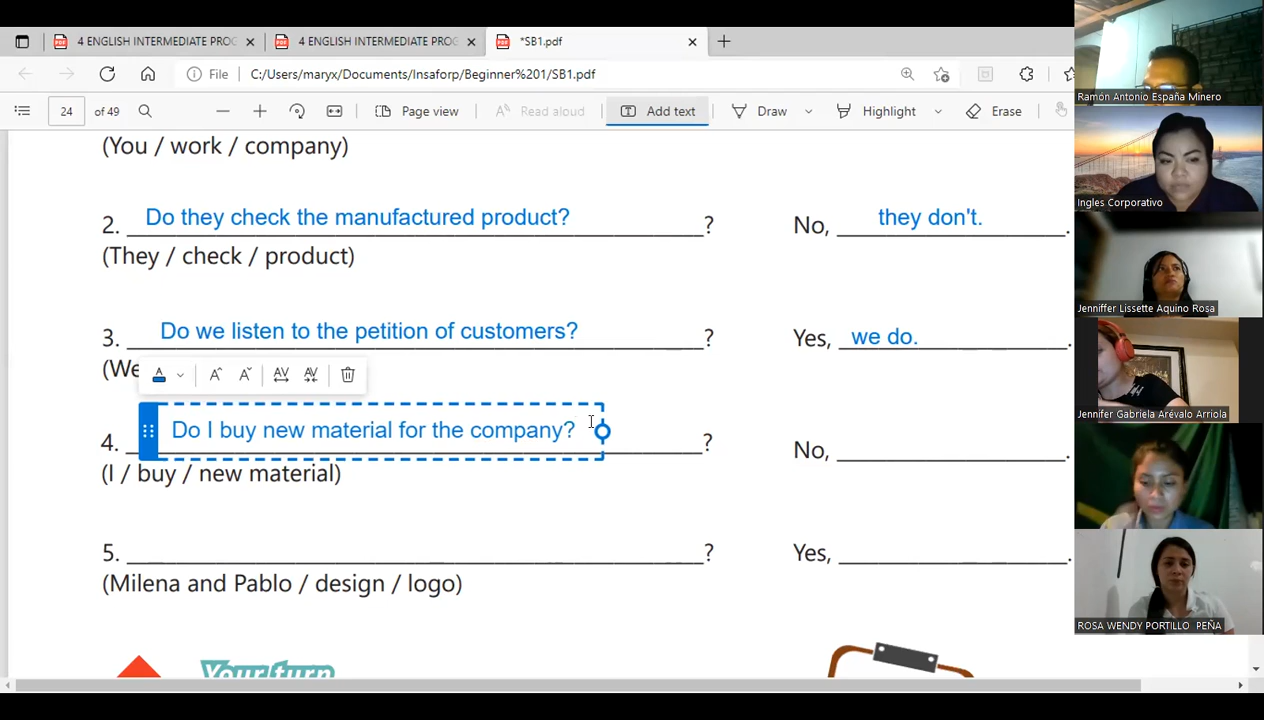 4 ENGLISH INTERMEDIATE PROG
4 ENGLISH INTERMEDIATE PROG
*SB1.pdf
File
C:/Users/maryx/Documents/Insaforp/Beginner%201/SB1.pdf
24 of 49
Page view
Read aloud
Add text
Draw
Highlight
Erase
(You / work / company)
2. Do they check the manufactured product? ? No, they don't. .
(They / check / product)
3. Do we listen to the petition of customers? ? Yes, we do. .
(We
4. Do I buy new material for the company? ? No, .
(I / buy / new material)
5. ? Yes, .
(Milena and Pablo / design / logo)
Your turn
Ramón Antonio España Minero
Ingles Corporativo
Jenniffer Lissette Aquino Rosa
Jennifer Gabriela Arévalo Arriola
ROSA WENDY PORTILLO PEÑA